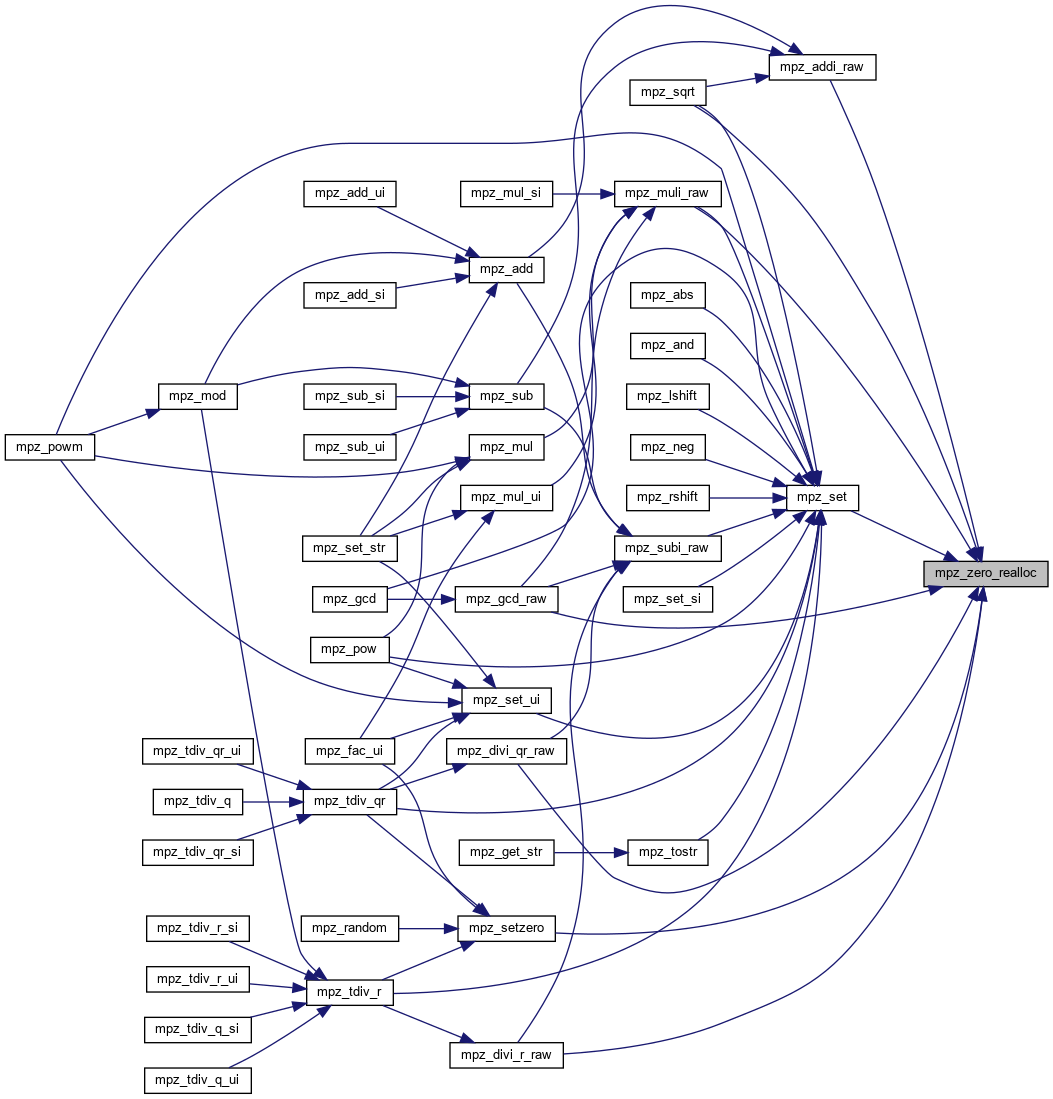 mpz_addi_raw
mpz_sqrt
mpz_add_ui
mpz_mul_si
mpz_muli_raw
mpz_add
mpz_add_si
mpz_abs
mpz_and
mpz_mod
mpz_sub_si
mpz_sub
mpz_lshift
mpz_powm
mpz_sub_ui
mpz_mul
mpz_neg
mpz_mul_ui
mpz_rshift
mpz_set
mpz_set_str
mpz_subi_raw
mpz_zero_realloc
mpz_gcd
mpz_gcd_raw
mpz_set_si
mpz_pow
mpz_set_ui
mpz_tdiv_qr_ui
mpz_fac_ui
mpz_divi_qr_raw
mpz_tdiv_q
mpz_tdiv_qr
mpz_tdiv_qr_si
mpz_get_str
mpz_tostr
mpz_tdiv_r_si
mpz_random
mpz_setzero
mpz_tdiv_r_ui
mpz_tdiv_r
mpz_tdiv_q_si
mpz_divi_r_raw
mpz_tdiv_q_ui